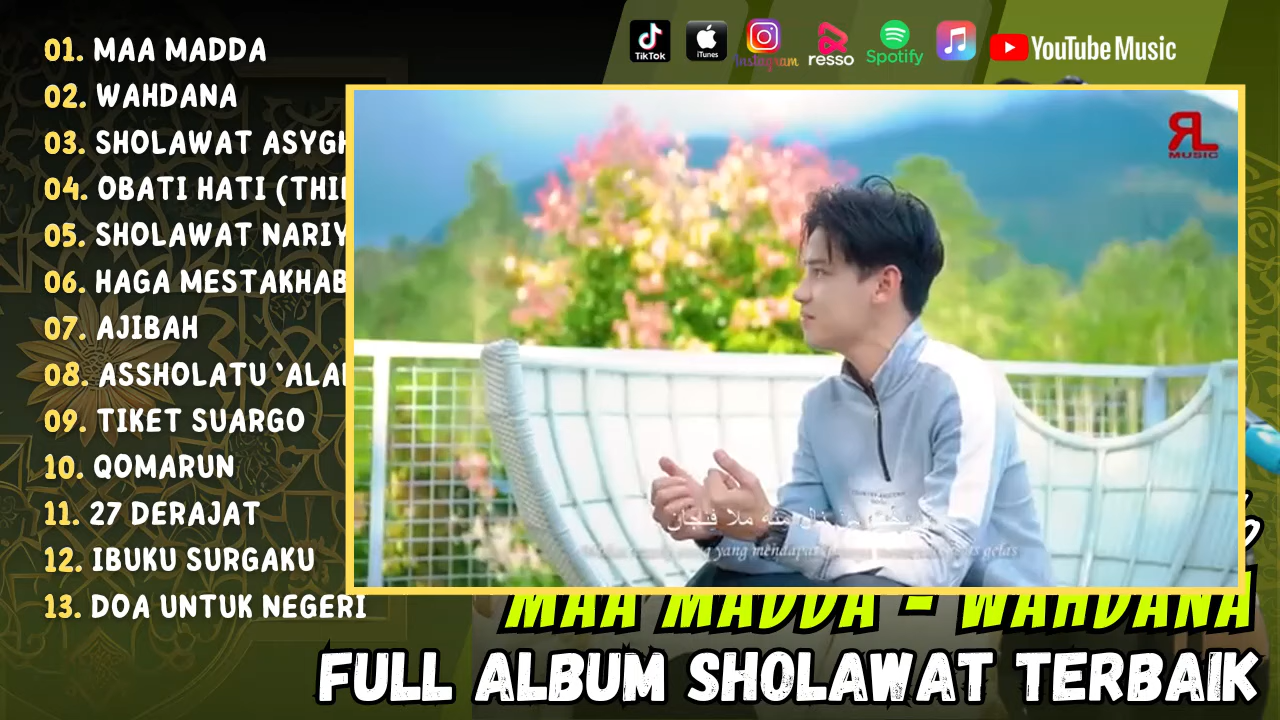 01. MAA MADDA
02. WAHDANA
03. SHOLAWAT ASYGH
04. OBATI HATI (THI
05. SHOLAWAT NARIY
06. HAGA MESTAKHAB
07. AJIBAH
08. ASSHOLATU 'ALA
09. TIKET SUARGO
10. QOMARUN
11. 27 DERAJAT
12. IBUKU SURGAKU
13. DOA UNTUK NEGERI
TikTok
iTunes
Instagram
resso
Spotify
YouTube Music
RL
MUSIC
منه ملا فنجان
yang mendapat
gelas
MAA MADDA - WAHDANA
FULL ALBUM SHOLAWAT TERBAIK